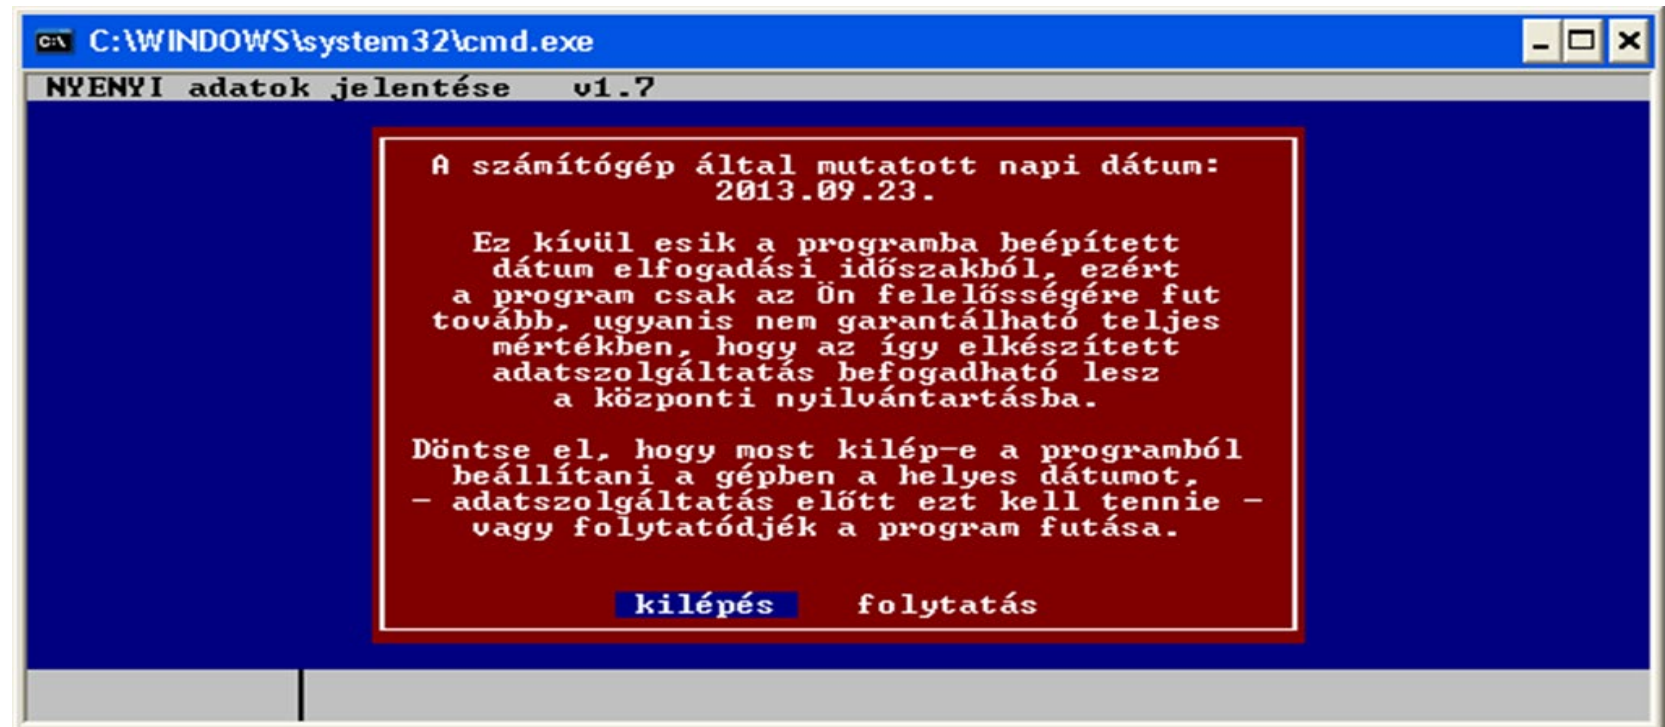 C:\WINDOWS\system32\cmd.exe
NYENYI adatok jelentése v1.7
A számítógép által mutatott napi dátum:
2013.09.23.
Ez kívül esik a programba beépített
dátum elfogadási időszakból, ezért
a program csak az Ön felelősségére fut
tovább, ugyanis nem garantálható teljes
mértékben, hogy az így elkészített
adatszolgáltatás befogadható lesz
a központi nyilvántartásba.
Döntse el, hogy most kilép-e a programból
beállítani a gépben a helyes dátumot,
- adatszolgáltatás előtt ezt kell tennie -
vagy folytatódjék a program futása.
kilépés folytatás